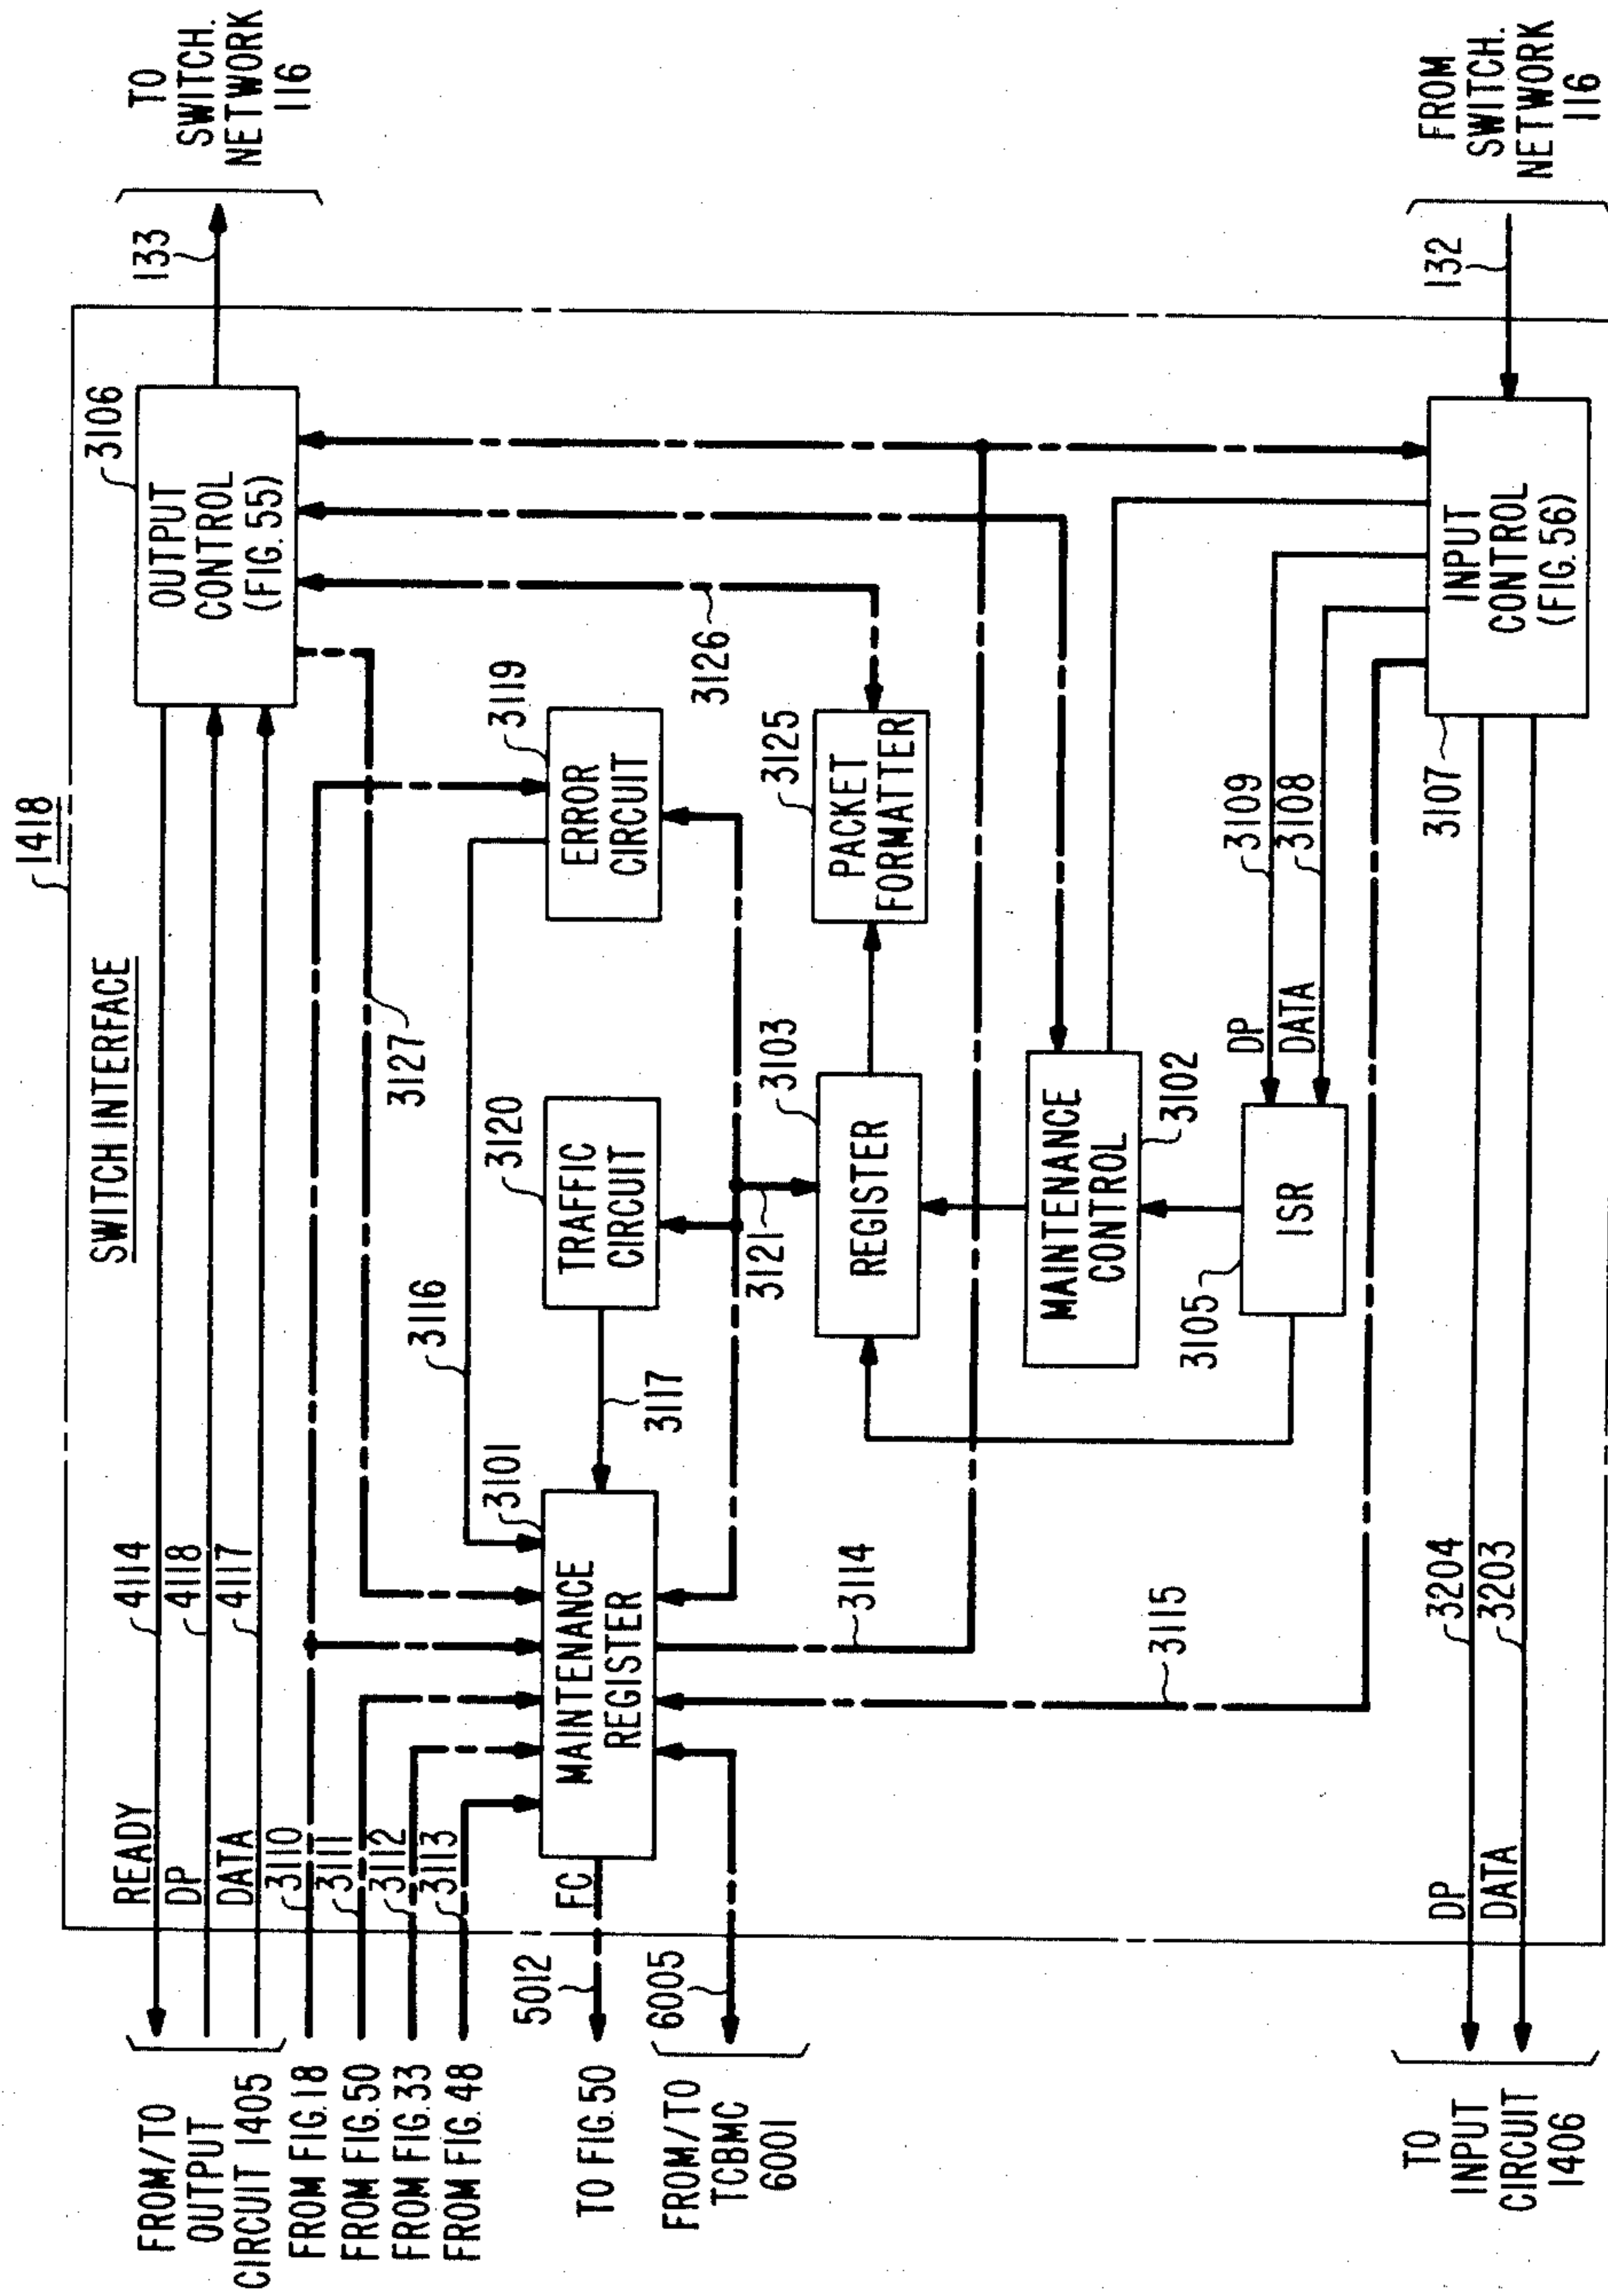 1418
SWITCH INTERFACE
FROM/TO
OUTPUT
CIRCUIT 1405
READY
4114
DP
4118
DATA
4117
OUTPUT
CONTROL
(FIG.55)
3106
133
TO
SWITCH.
NETWORK
116
FROM FIG.18
3110
FROM FIG.50
3111
FROM FIG.33
3112
FROM FIG.48
3113
3127
3116
3101
MAINTENANCE
REGISTER
FC
5012
TO FIG.50
FROM/TO
TCBMC
6001
6005
3117
3120
TRAFFIC
CIRCUIT
3119
ERROR
CIRCUIT
3126
3121
3103
REGISTER
3125
PACKET
FORMATTER
3114
3115
MAINTENANCE
CONTROL
3102
3105
ISR
DP
3109
DATA
3108
3107
INPUT
CONTROL
(FIG.56)
132
FROM
SWITCH.
NETWORK
116
DP
3204
DATA
3203
TO
INPUT
CIRCUIT
1406